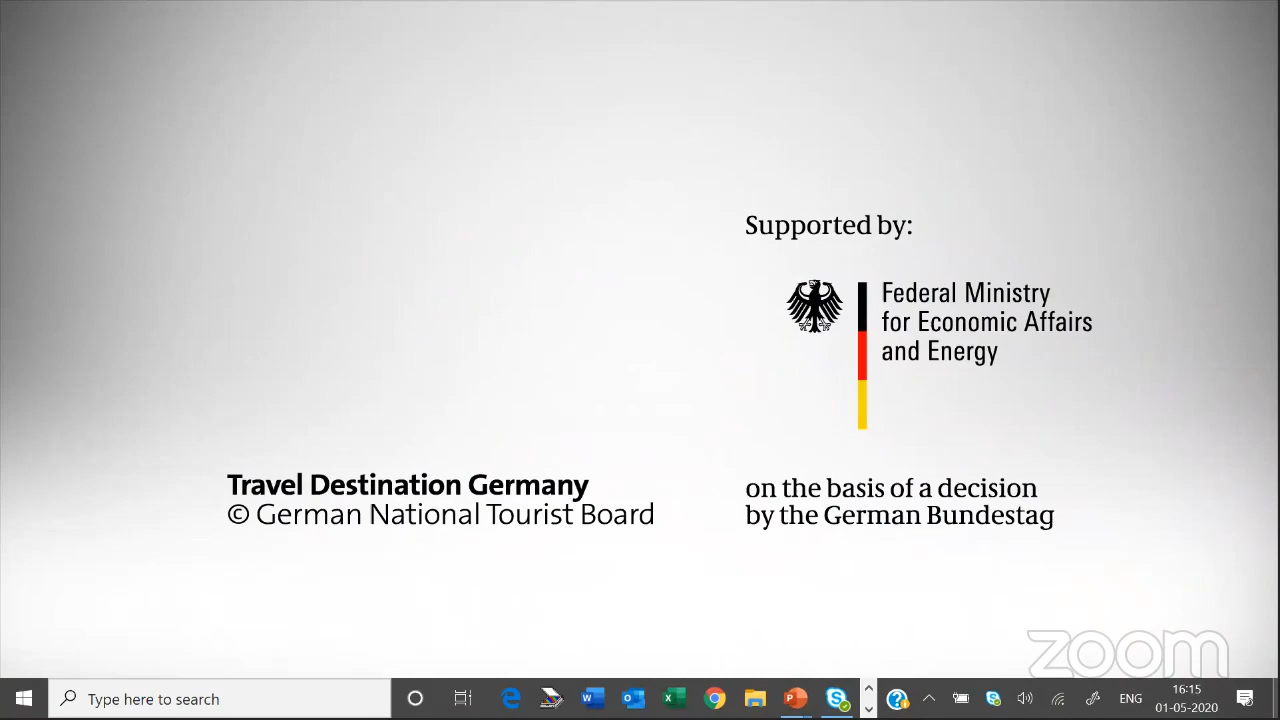 Supported by:
Federal Ministry
for Economic Affairs
and Energy
Travel Destination Germany
© German National Tourist Board
on the basis of a decision
by the German Bundestag
zoom
Type here to search
ENG
16:15
01-05-2020